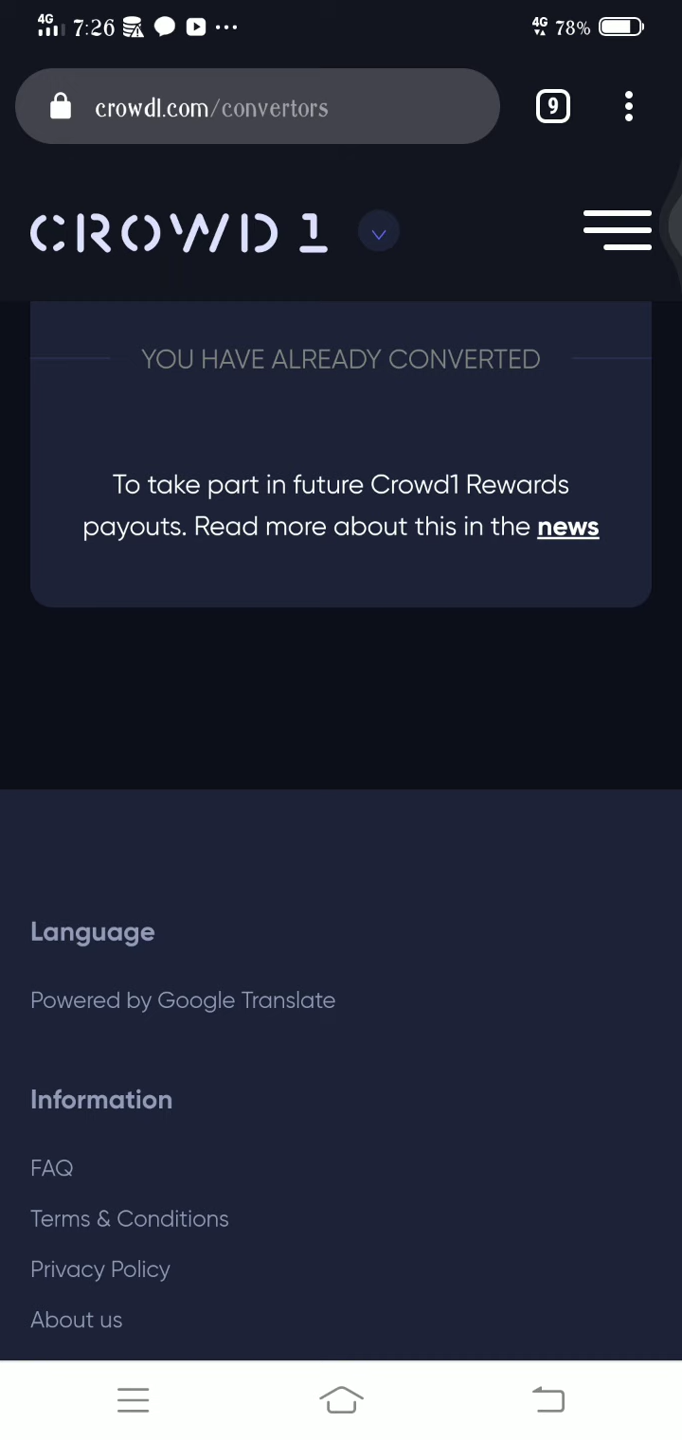 4G 7:26 4G 78%
crowd1.com/convertors 9
CROWD 1
YOU HAVE ALREADY CONVERTED
To take part in future Crowd1 Rewards
payouts. Read more about this in the news
Language
Powered by Google Translate
Information
FAQ
Terms & Conditions
Privacy Policy
About us